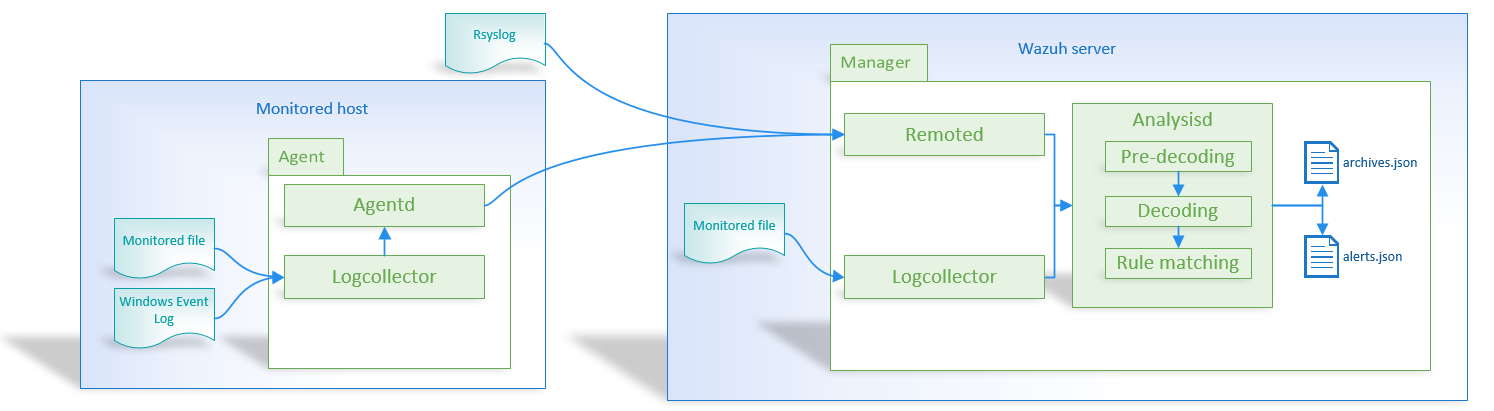 Rsyslog
Monitored host
Agent
Agentd
Monitored file
Logcollector
Windows Event
Log
Wazuh server
Manager
Remoted
Monitored file
Logcollector
Analysisd
Pre-decoding
Decoding
Rule matching
archives.json
alerts.json